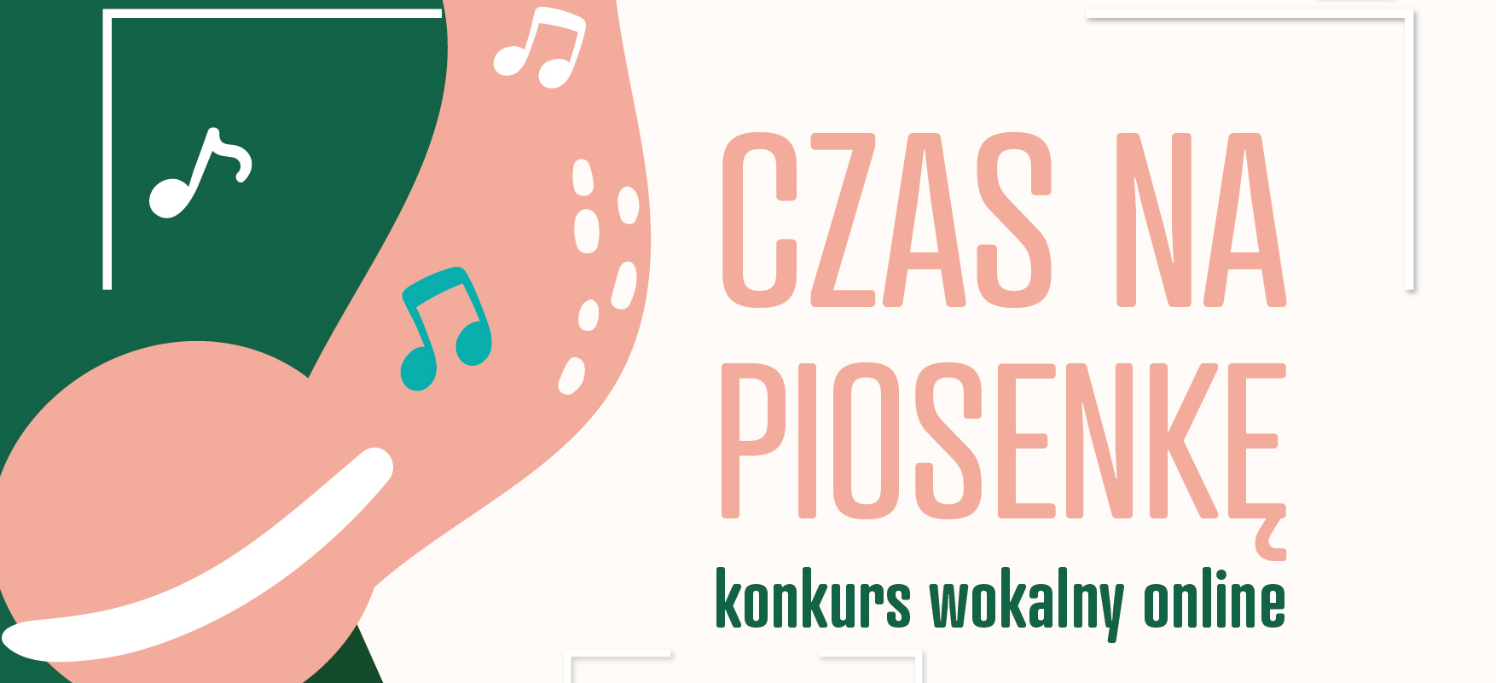 CZAS NA
PIOSENKĘ
konkurs wokalny online